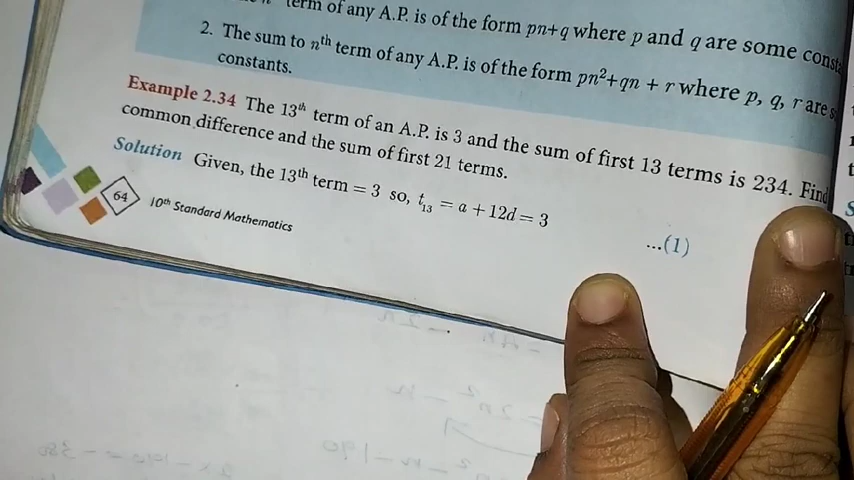 term of any A.P. is of the form pn+q where p and q are some
2. The sum to nth term of any A.P. is of the form pn²+qn + r where p, q, r are
constants.
Example 2.34 The 13th term of an A.P. is 3 and the sum of first 13 terms is 234. Find
common difference and the sum of first 21 terms.
Solution Given, the 13th term = 3 so, t₁₃ = a + 12d = 3 ...(1)
64 10th Standard Mathematics